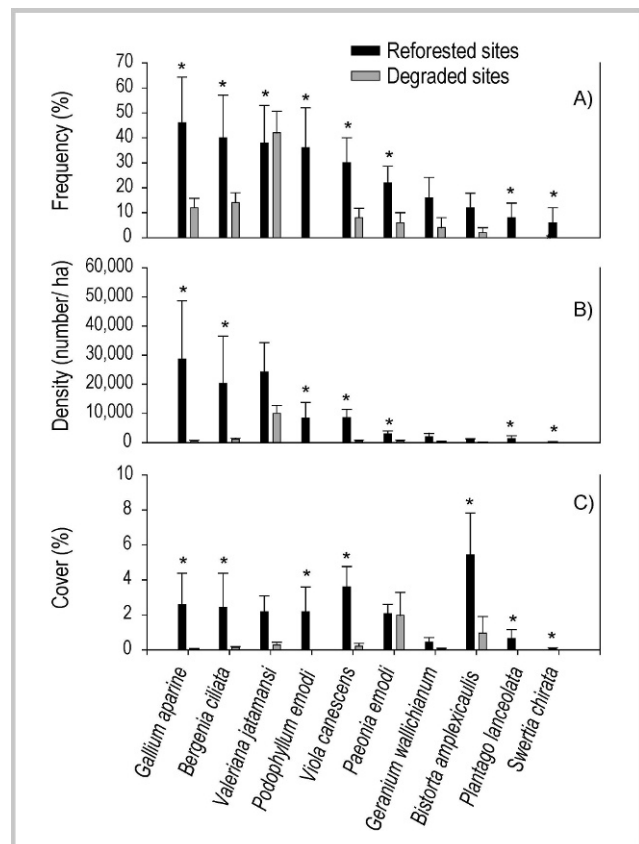 Reforested sites
Degraded sites
A)
Frequency (%)
70
60
50
40
30
20
10
0
* * * * * * * *
B)
Density (number/ ha)
60,000
50,000
40,000
30,000
20,000
10,000
0
* * * * * * *
C)
Cover (%)
10
8
6
4
2
0
* * * * * * *
Gallium aparine
Bergenia ciliata
Valeriana jatamansi
Podophyllum emodi
Viola canescens
Paeonia emodi
Geranium wallichianum
Bistorta amplexicaulis
Plantago lanceolata
Swertia chirata